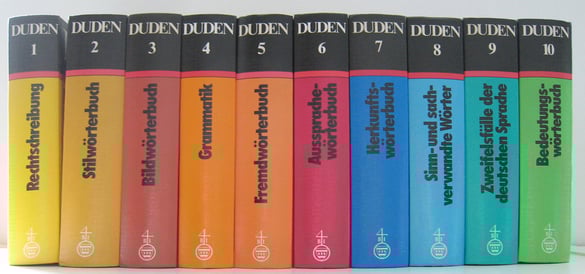 DUDEN
1
Rechtschreibung
DUDEN
2
Stilwörterbuch
DUDEN
3
Bildwörterbuch
DUDEN
4
Grammatik
DUDEN
5
Fremdwörterbuch
DUDEN
6
Aussprache-
wörterbuch
DUDEN
7
Herkunfts-
wörterbuch
DUDEN
8
Sinn- und sach-
verwandte Wörter
DUDEN
9
Zweifelsfälle der
deutschen Sprache
DUDEN
10
Bedeutungs-
wörterbuch